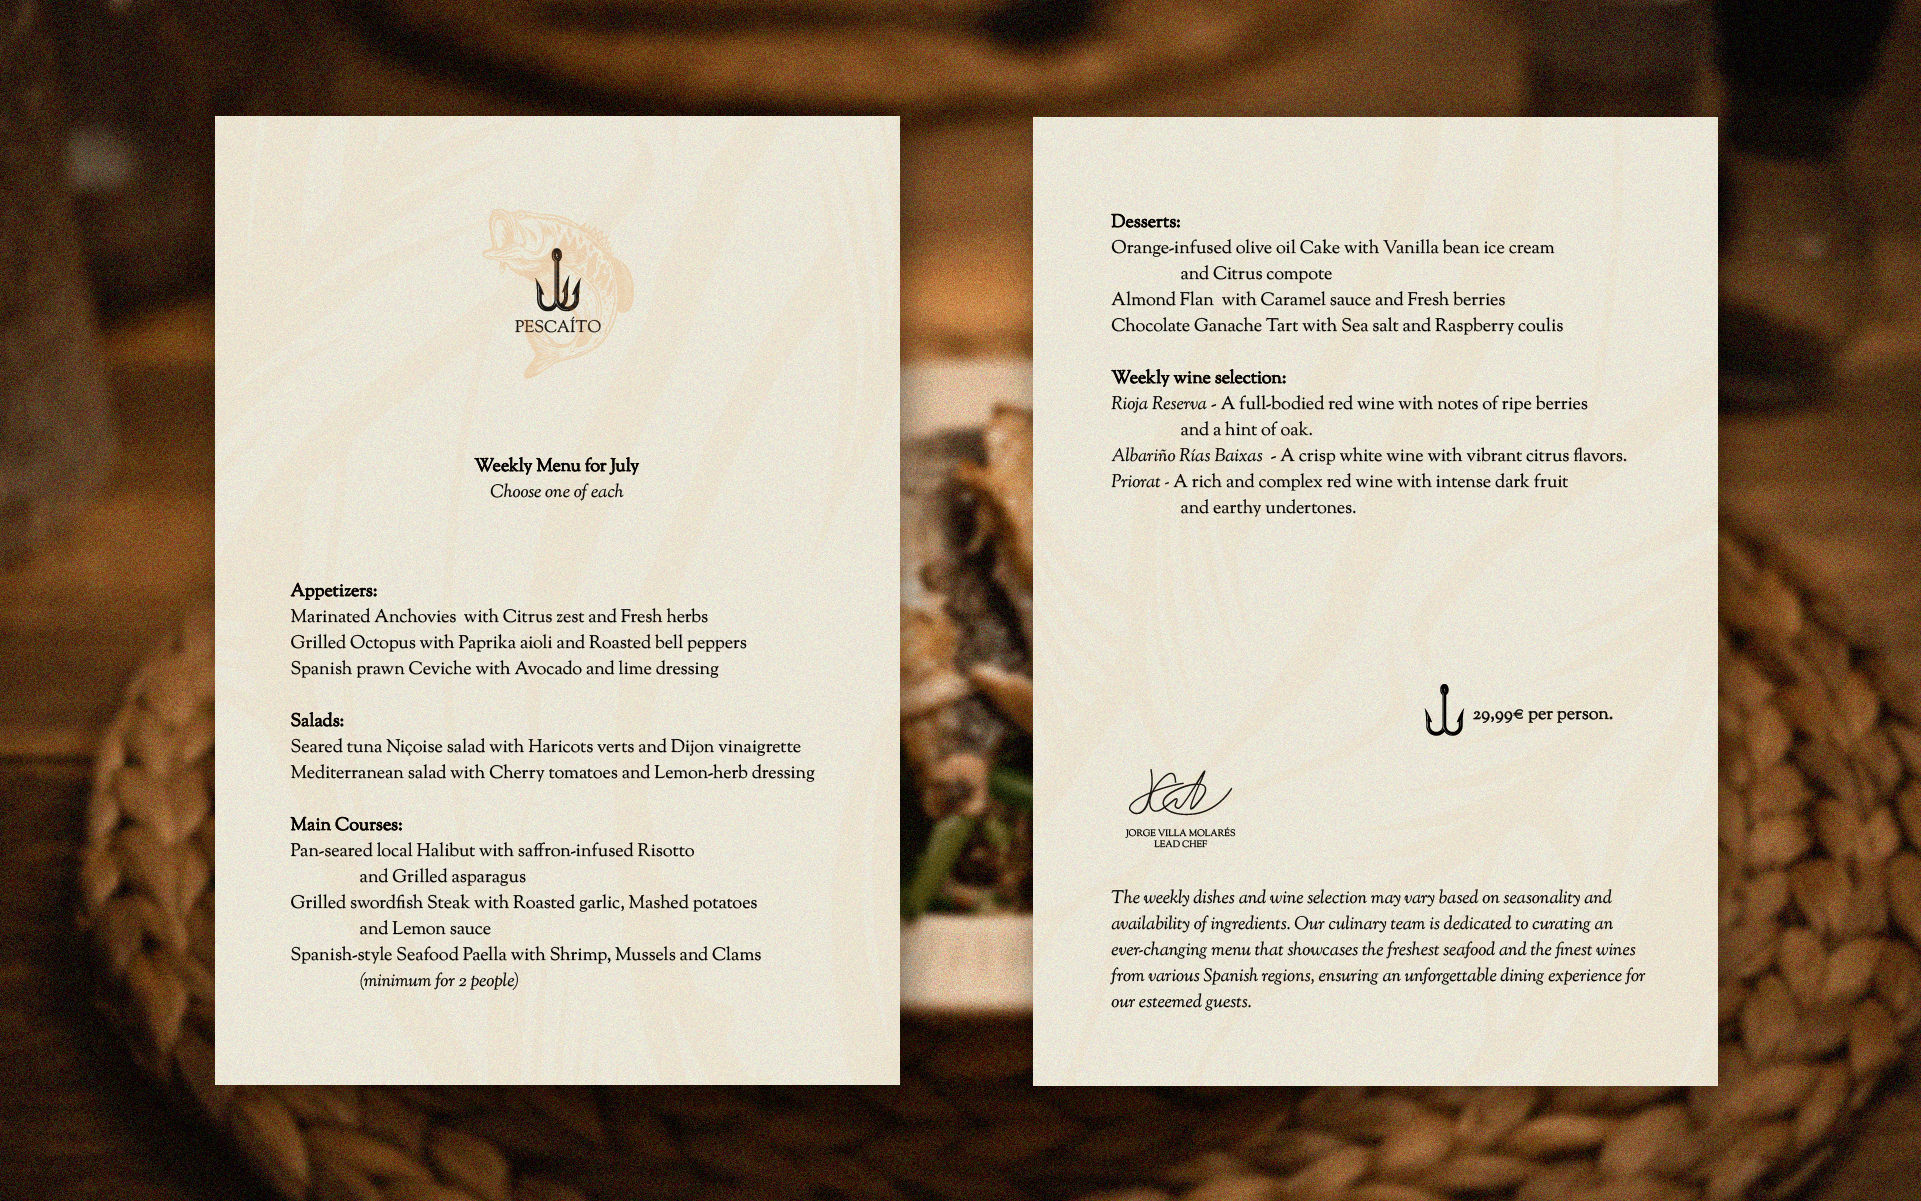 PESCAÍTO
Weekly Menu for July
Choose one of each
Appetizers:
Marinated Anchovies with Citrus zest and Fresh herbs
Grilled Octopus with Paprika aioli and Roasted bell peppers
Spanish prawn Ceviche with Avocado and lime dressing
Salads:
Seared tuna Niçoise salad with Haricots verts and Dijon vinaigrette
Mediterranean salad with Cherry tomatoes and Lemon-herb dressing
Main Courses:
Pan-seared local Halibut with saffron-infused Risotto
and Grilled asparagus
Grilled swordfish Steak with Roasted garlic, Mashed potatoes
and Lemon sauce
Spanish-style Seafood Paella with Shrimp, Mussels and Clams
(minimum for 2 people)
Desserts:
Orange-infused olive oil Cake with Vanilla bean ice cream
and Citrus compote
Almond Flan with Caramel sauce and Fresh berries
Chocolate Ganache Tart with Sea salt and Raspberry coulis
Weekly wine selection:
Rioja Reserva - A full-bodied red wine with notes of ripe berries
and a hint of oak.
Albariño Rías Baixas - A crisp white wine with vibrant citrus flavors.
Priorat - A rich and complex red wine with intense dark fruit
and earthy undertones.
29,99€ per person.
JORGE VILLA MOLARÉS
LEAD CHEF
The weekly dishes and wine selection may vary based on seasonality and
availability of ingredients. Our culinary team is dedicated to curating an
ever-changing menu that showcases the freshest seafood and the finest wines
from various Spanish regions, ensuring an unforgettable dining experience for
our esteemed guests.